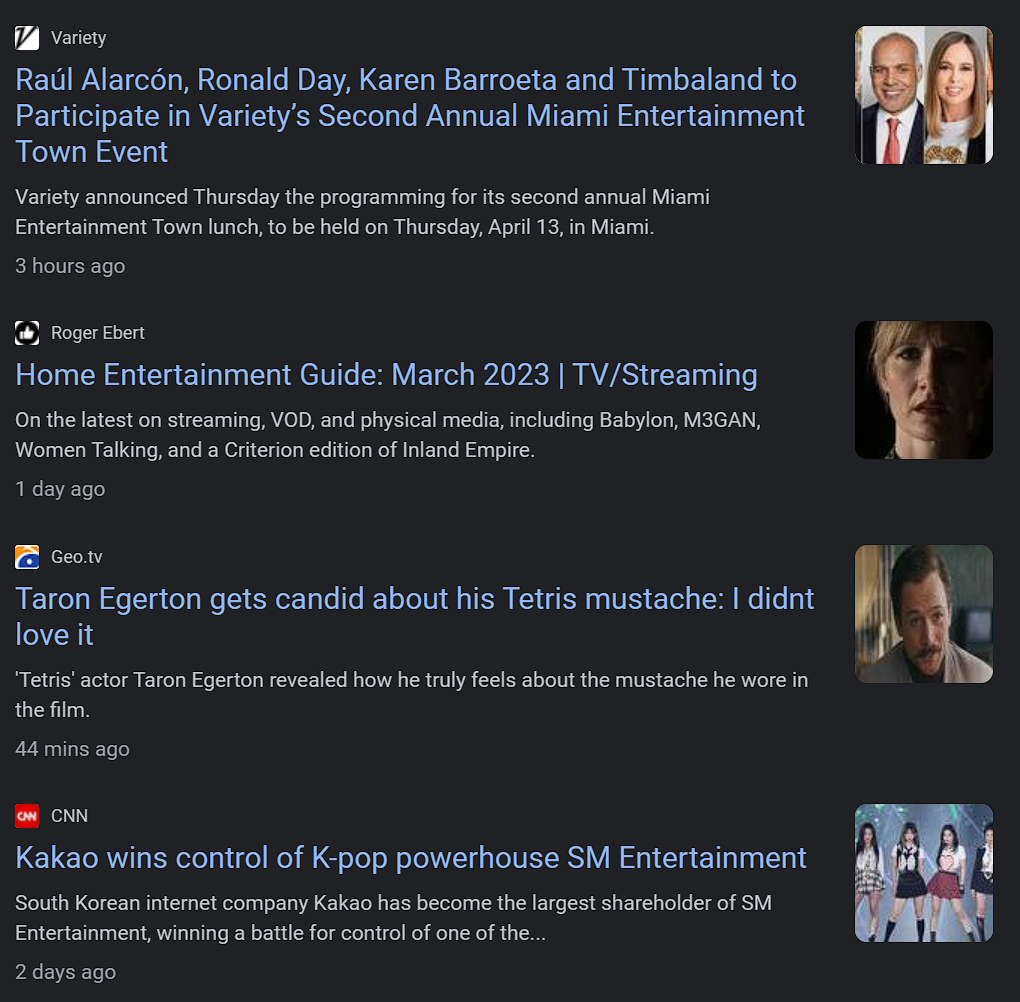 Variety
Raúl Alarcón, Ronald Day, Karen Barroeta and Timbaland to
Participate in Variety’s Second Annual Miami Entertainment
Town Event
Variety announced Thursday the programming for its second annual Miami
Entertainment Town lunch, to be held on Thursday, April 13, in Miami.
3 hours ago
Roger Ebert
Home Entertainment Guide: March 2023 | TV/Streaming
On the latest on streaming, VOD, and physical media, including Babylon, M3GAN,
Women Talking, and a Criterion edition of Inland Empire.
1 day ago
Geo.tv
Taron Egerton gets candid about his Tetris mustache: I didnt
love it
'Tetris' actor Taron Egerton revealed how he truly feels about the mustache he wore in
the film.
44 mins ago
CNN CNN
Kakao wins control of K-pop powerhouse SM Entertainment
South Korean internet company Kakao has become the largest shareholder of SM
Entertainment, winning a battle for control of one of the...
2 days ago